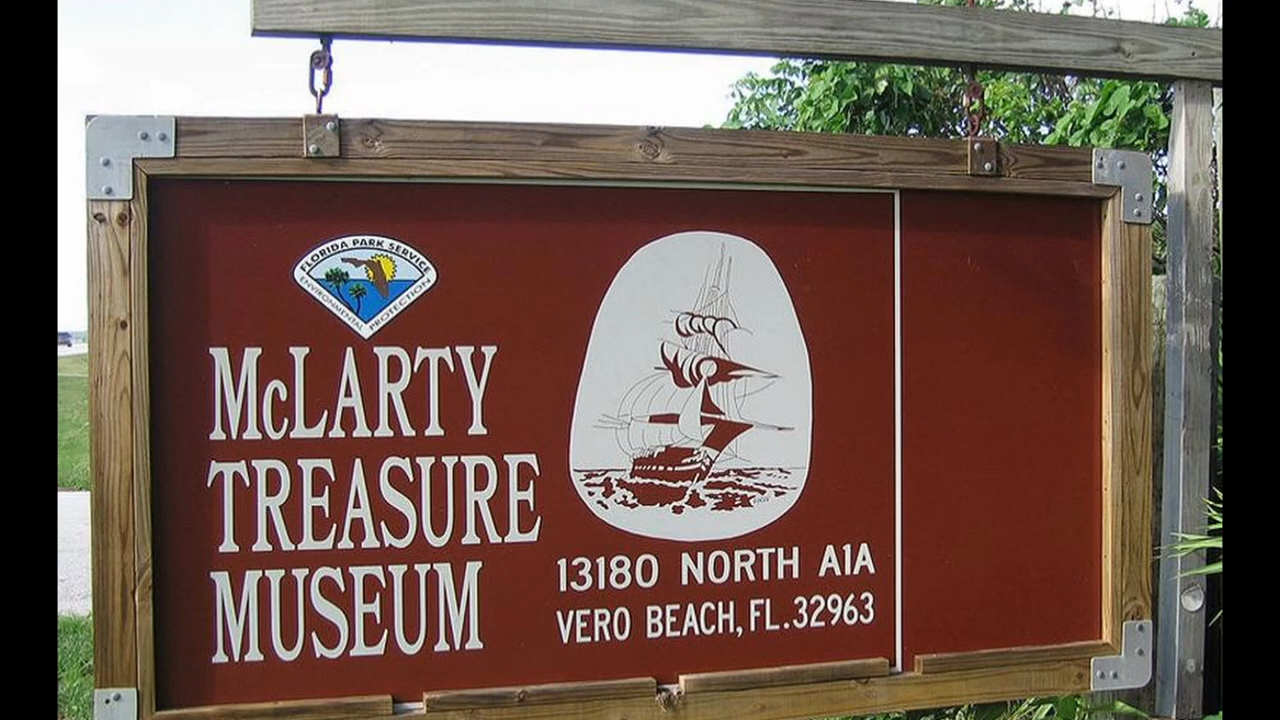 FLORIDA PARK SERVICE
ENVIRONMENTAL PROTECTION
McLARTY
TREASURE
MUSEUM
13180 NORTH A1A
VERO BEACH, FL. 32963